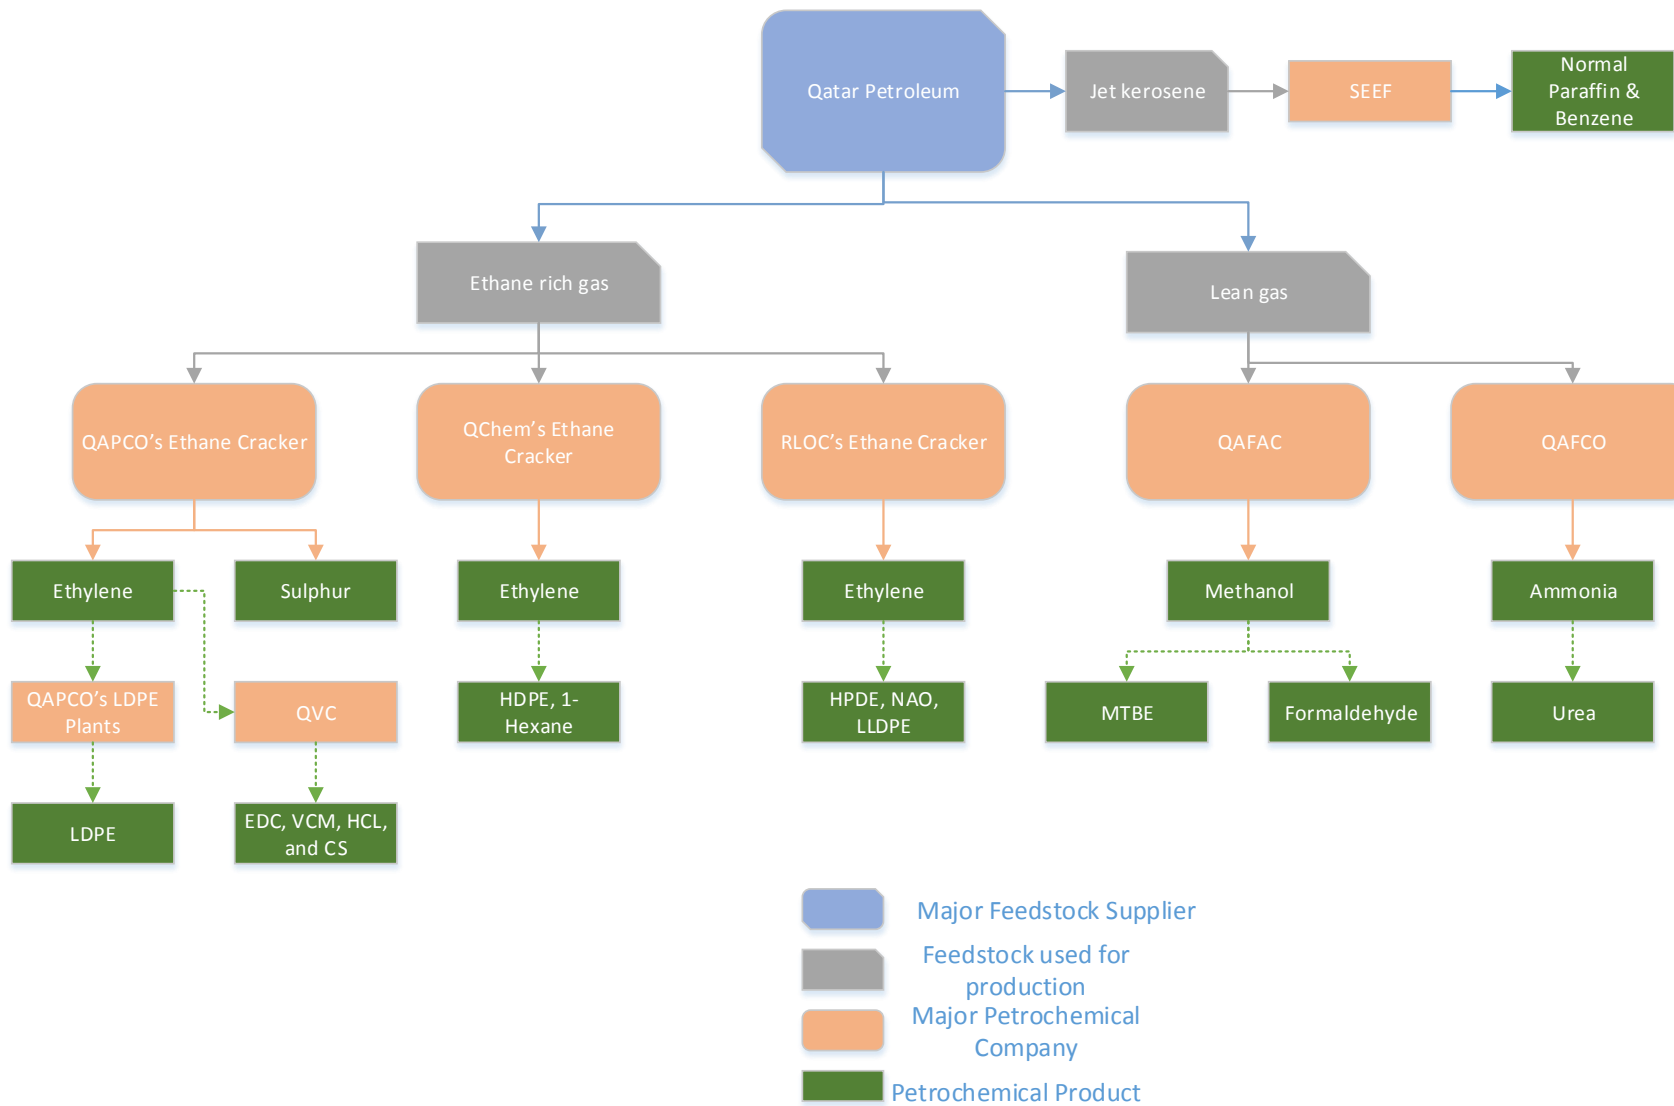 Qatar Petroleum
Jet kerosene
SEEF
Normal
Paraffin &
Benzene
Ethane rich gas
Lean gas
QAPCO’s Ethane Cracker
QChem’s Ethane
Cracker
RLOC’s Ethane Cracker
QAFAC
QAFCO
Ethylene
Sulphur
Ethylene
Ethylene
Methanol
Ammonia
QAPCO’s LDPE
Plants
QVC
HDPE, 1-
Hexane
HPDE, NAO,
LLDPE
MTBE
Formaldehyde
Urea
LDPE
EDC, VCM, HCL,
and CS
Major Feedstock Supplier
Feedstock used for
production
Major Petrochemical
Company
Petrochemical Product